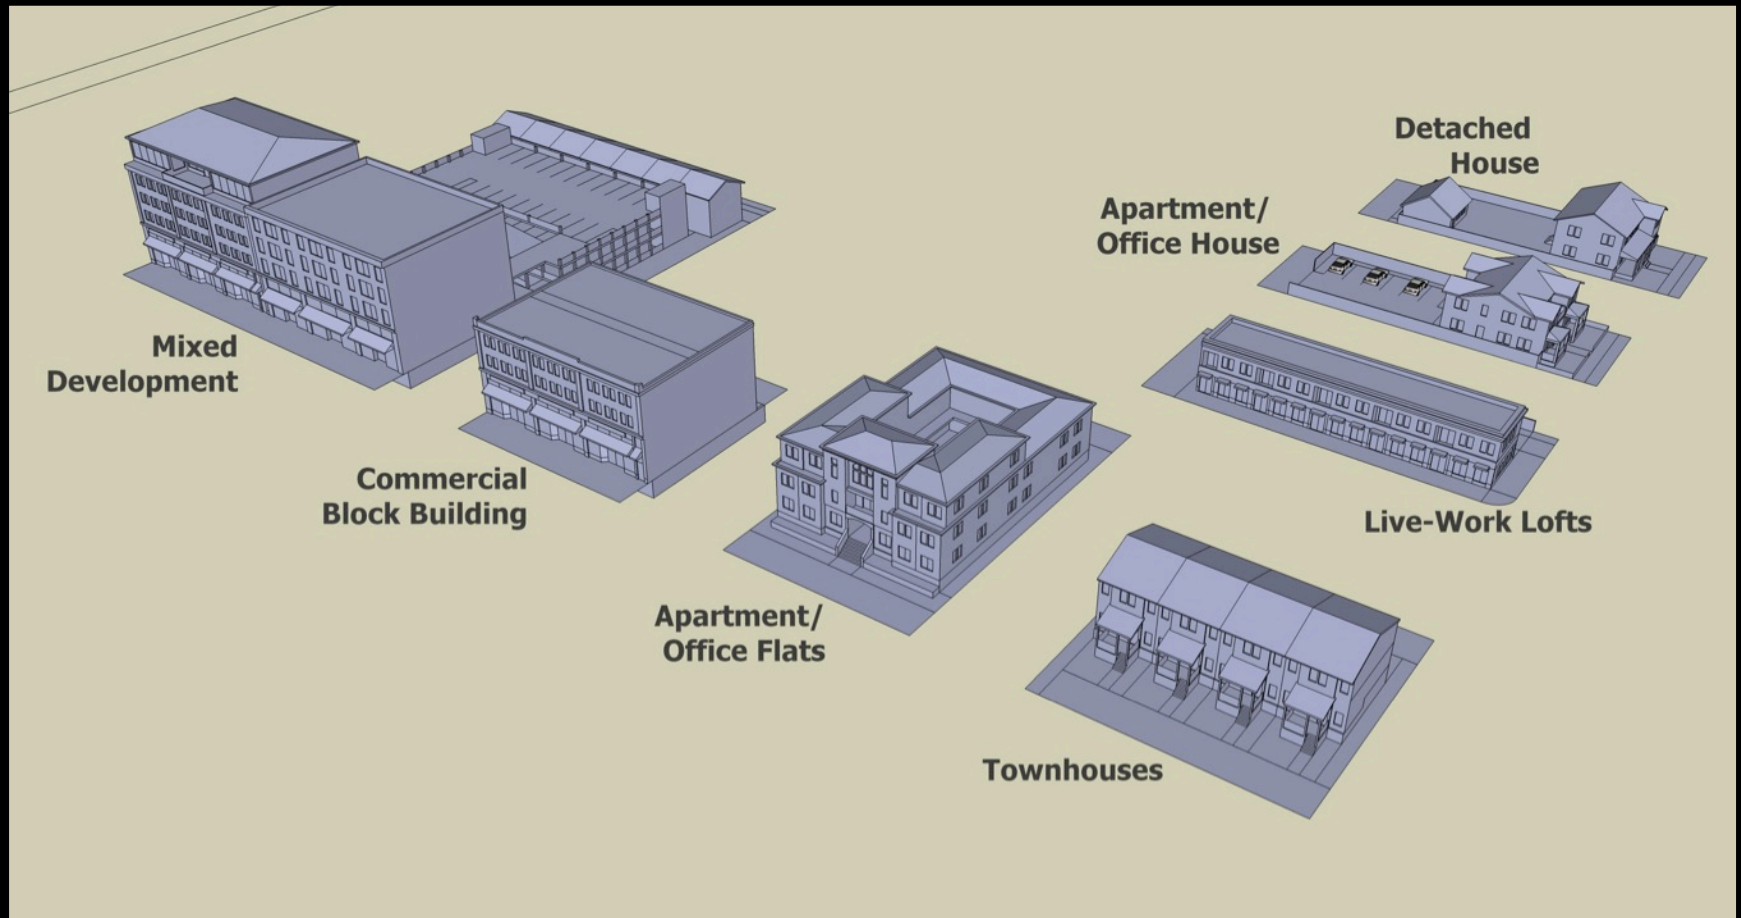 Detached
House
Apartment/
Office House
Mixed
Development
Commercial
Block Building
Live-Work Lofts
Apartment/
Office Flats
Townhouses